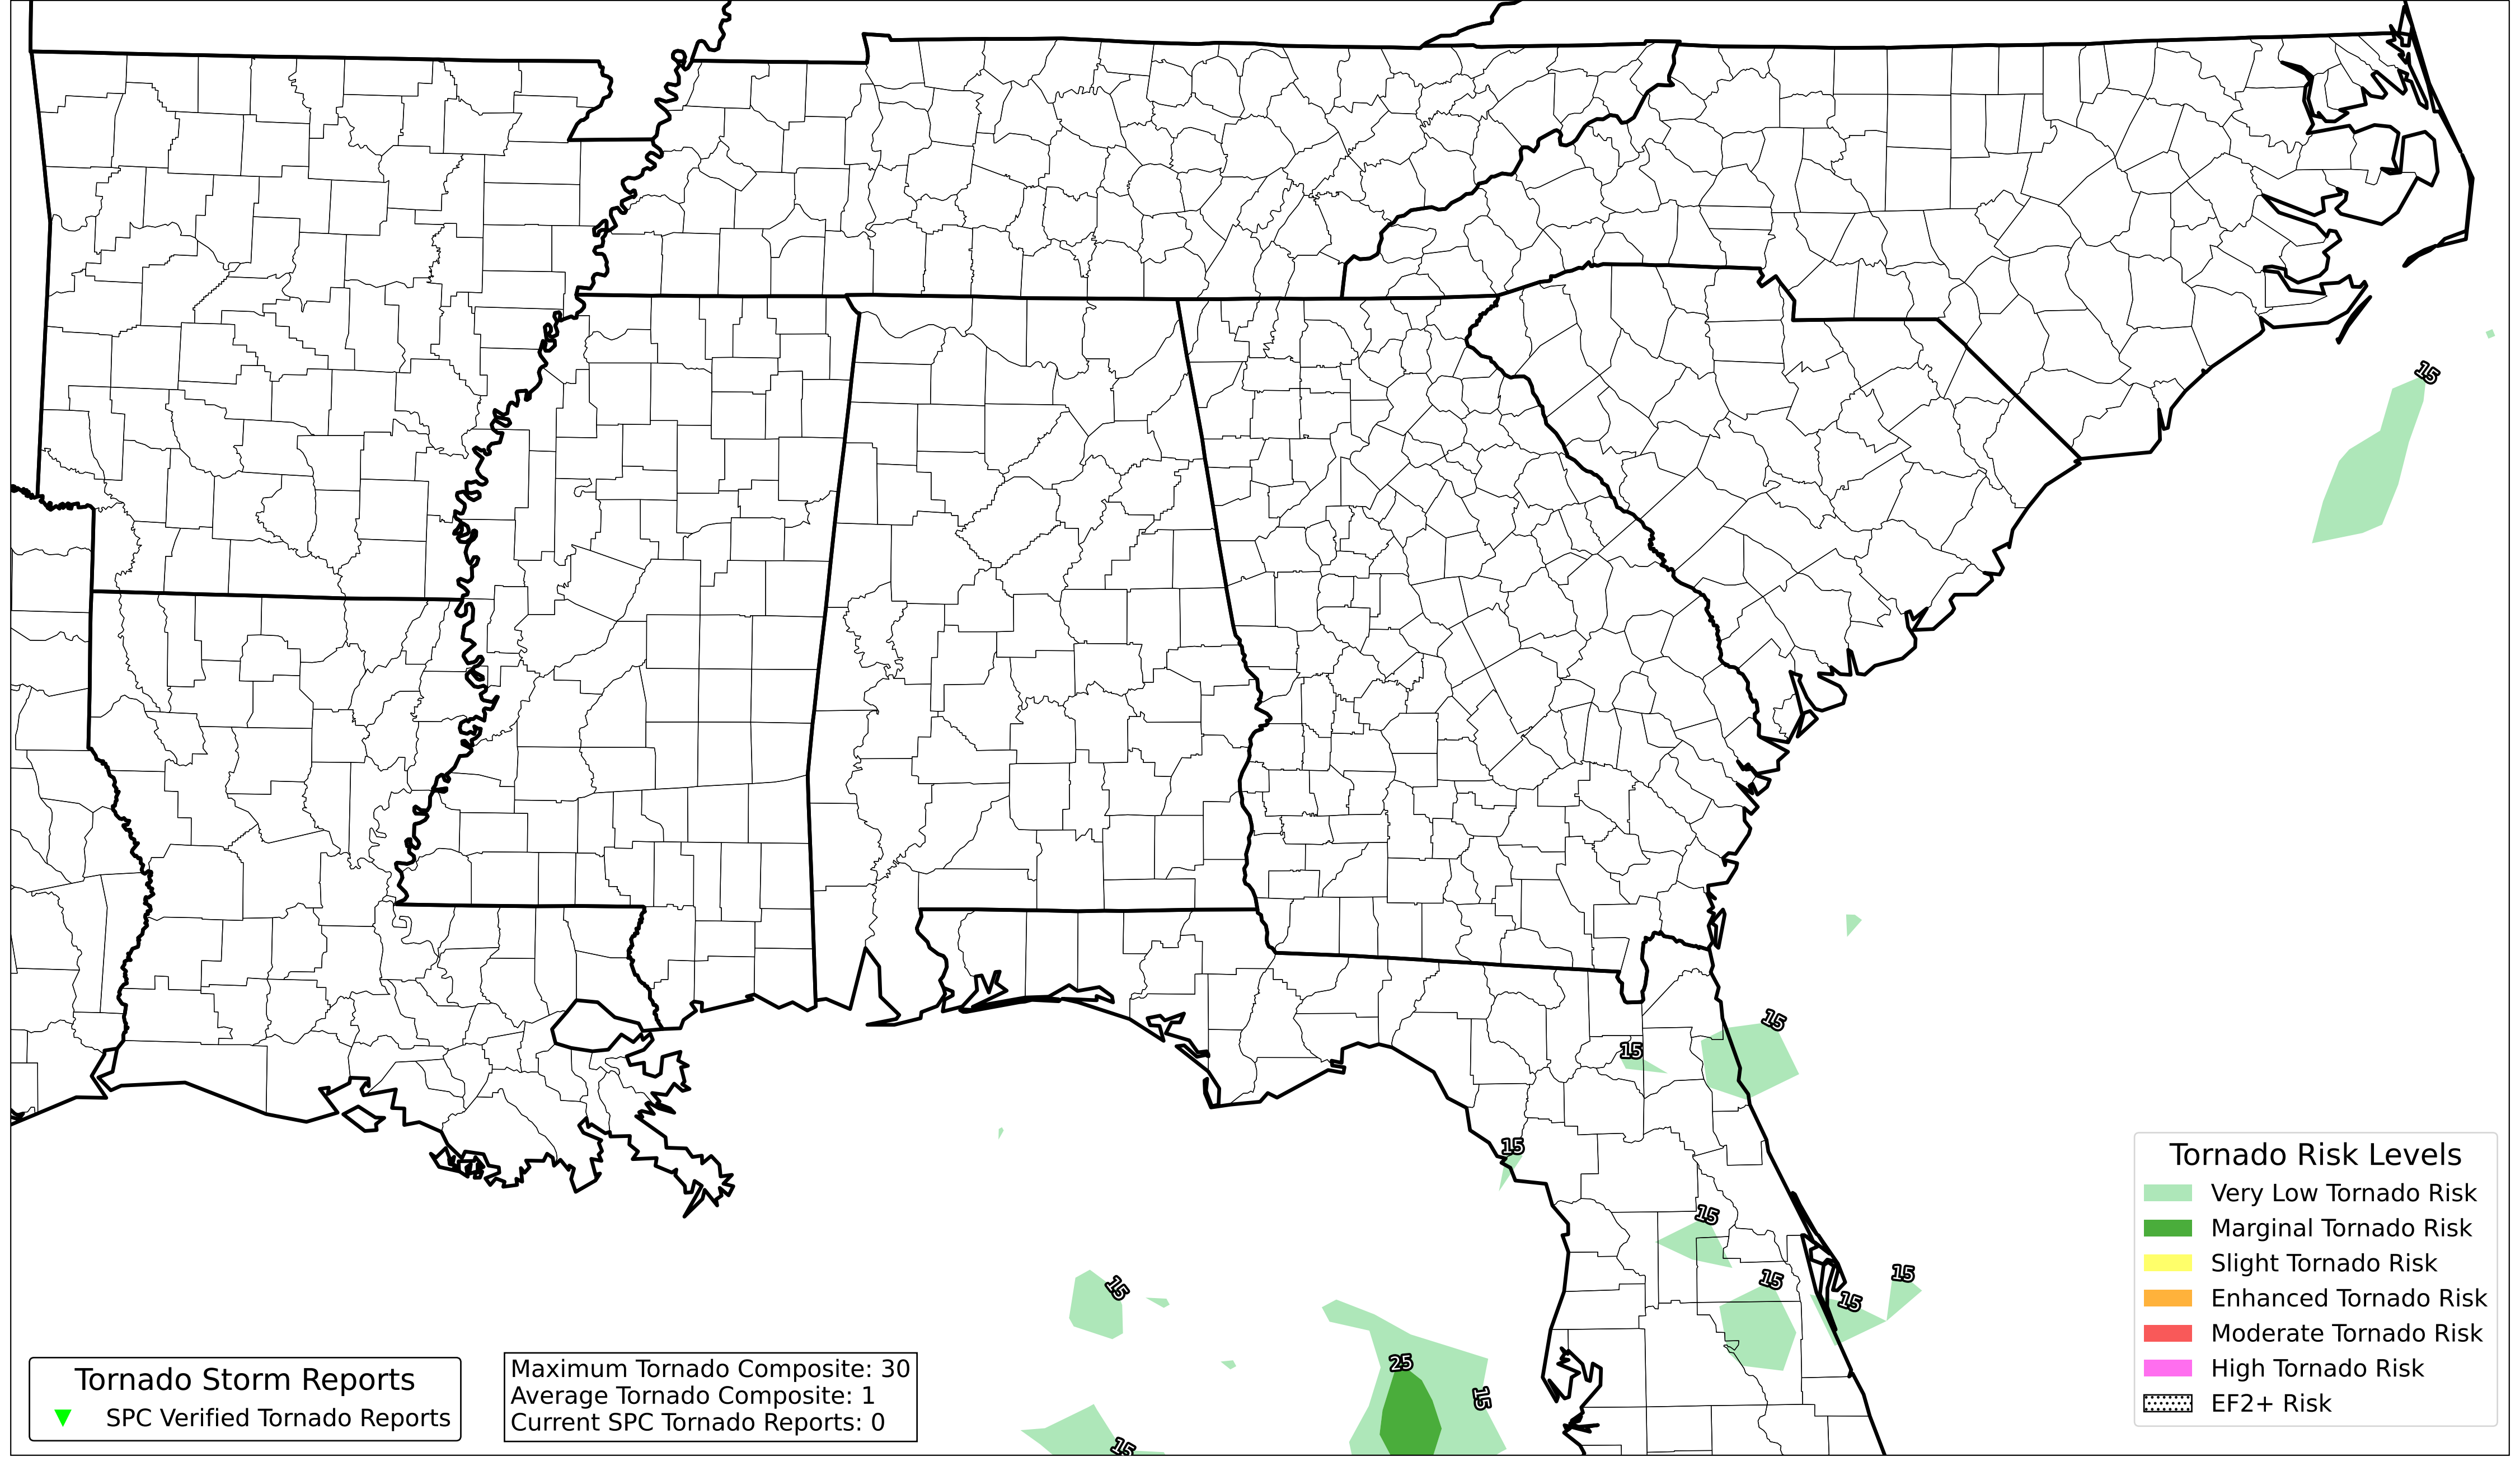 15
15
15
15
15
15
15
15
15
25
15
15
Tornado Risk Levels
Very Low Tornado Risk
Marginal Tornado Risk
Slight Tornado Risk
Enhanced Tornado Risk
Moderate Tornado Risk
High Tornado Risk
EF2+ Risk
Tornado Storm Reports
SPC Verified Tornado Reports
Maximum Tornado Composite: 30
Average Tornado Composite: 1
Current SPC Tornado Reports: 0